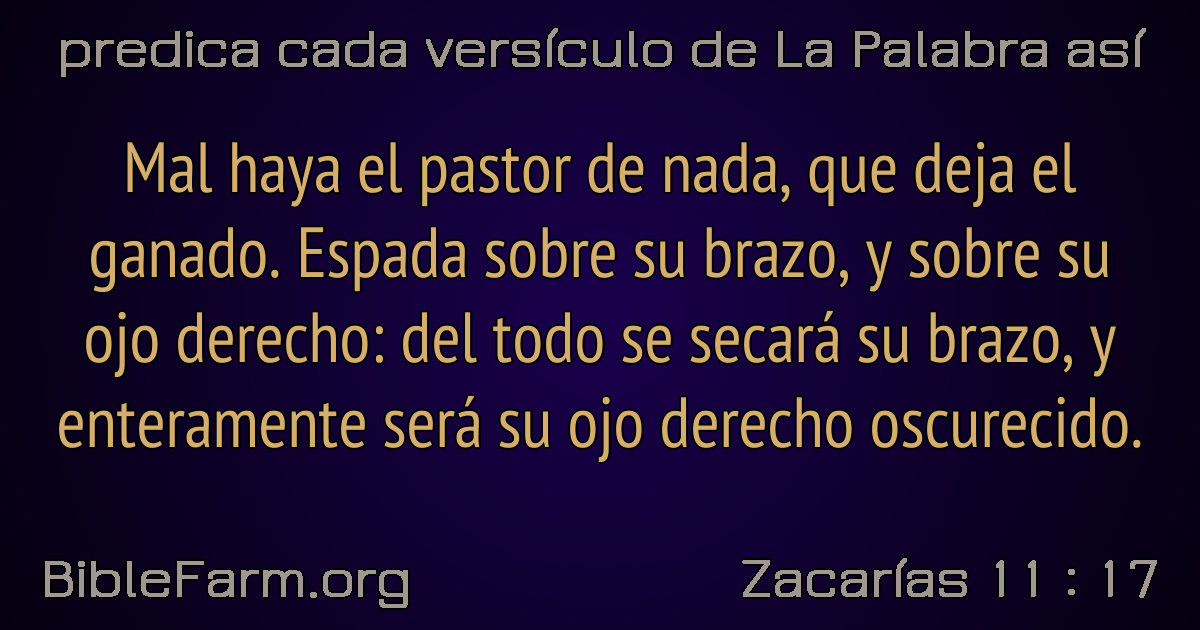 predica cada versículo de La Palabra así
Mal haya el pastor de nada, que deja el
ganado. Espada sobre su brazo, y sobre su
ojo derecho: del todo se secará su brazo, y
enteramente será su ojo derecho oscurecido.
BibleFarm.org
Zacarías 11 : 17